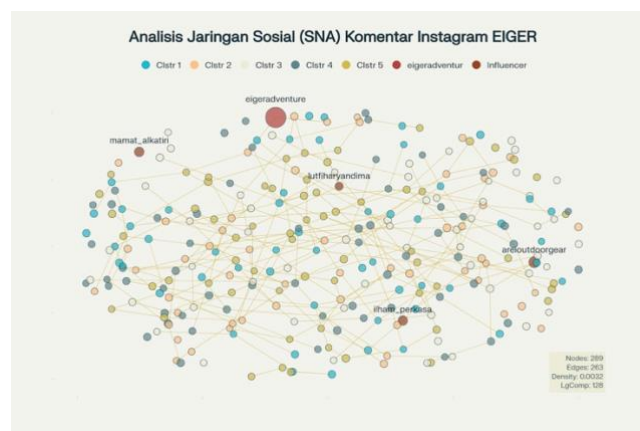 Analisis Jaringan Sosial (SNA) Komentar Instagram EIGER
Clstr 1 Clstr 2 Clstr 3 Clstr 4 Clstr 5 eigeradventur Influencer
eigeradventure
mamat_alkatiri
lutfiharyandima
areioutdoorgear
ilham_perkasa
Nodes: 289
Edges: 263
Density: 0.0032
LgComp: 128